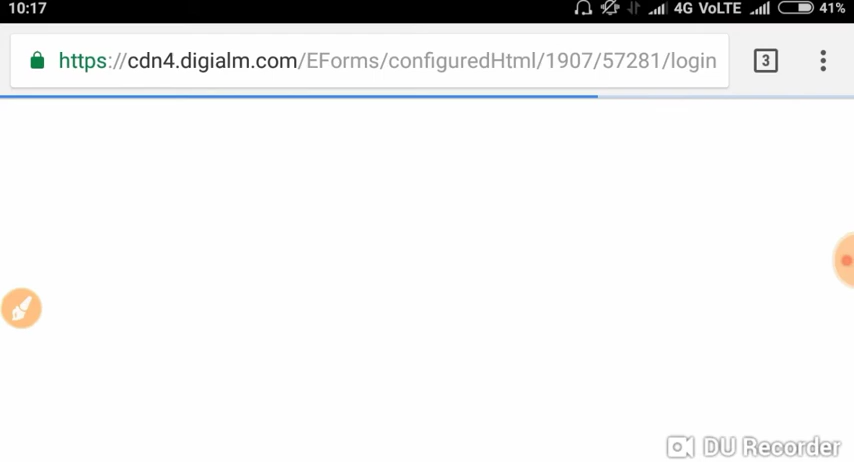 10:17 4G VoLTE 41%
https://cdn4.digialm.com/EForms/configuredHtml/1907/57281/login 3
DU Recorder